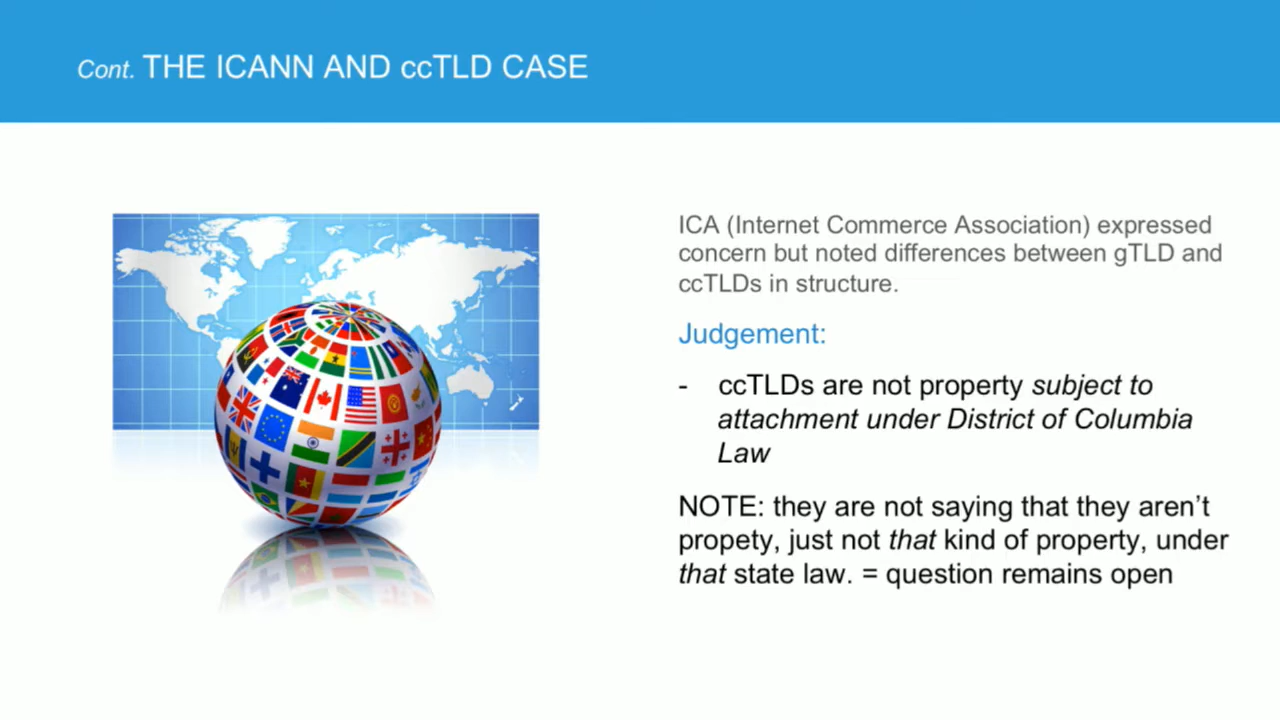 Cont. THE ICANN AND ccTLD CASE
ICA (Internet Commerce Association) expressed
concern but noted differences between gTLD and
ccTLDs in structure.
Judgement:
- ccTLDs are not property subject to
attachment under District of Columbia
Law
NOTE: they are not saying that they aren’t
propety, just not that kind of property, under
that state law. = question remains open